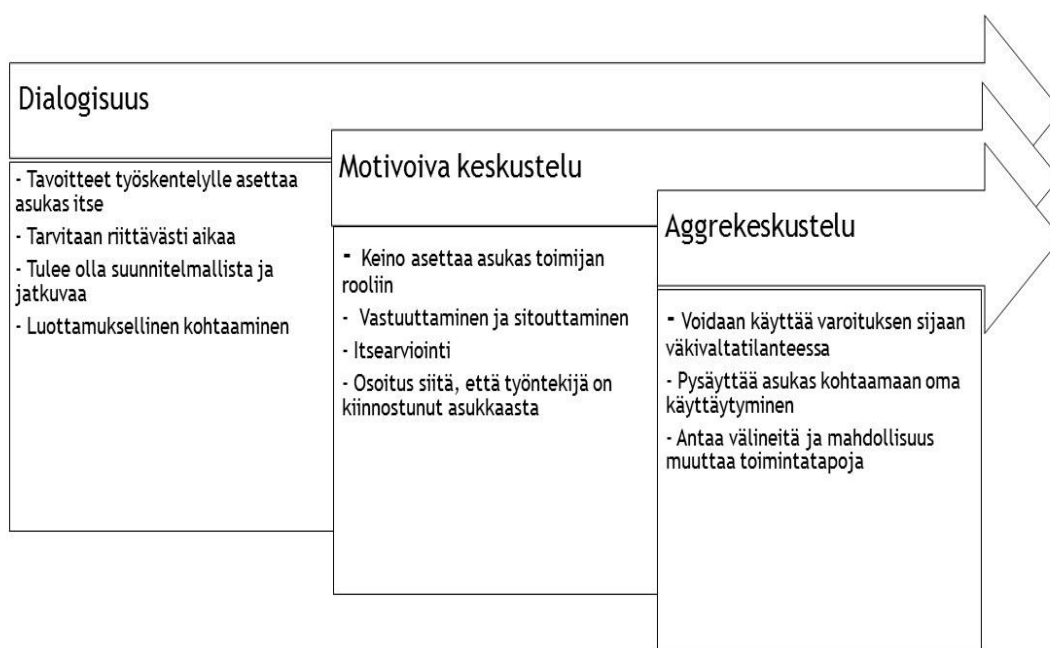 Dialogisuus
- Tavoitteet työskentelylle asettaa
asukas itse
- Tarvitaan riittävästi aikaa
- Tulee olla suunnitelmallista ja
jatkuvaa
- Luottamuksellinen kohtaaminen
Motivoiva keskustelu
- Keino asettaa asukas toimijan
rooliin
- Vastuuttaminen ja sitouttaminen
- Itsearviointi
- Osoitus siitä, että työntekijä on
kiinnostunut asukkaasta
Aggrekeskustelu
- Voidaan käyttää varoituksen sijaan
väkivaltatilanteessa
- Pysäyttää asukas kohtaamaan oma
käyttäytyminen
- Antaa välineitä ja mahdollisuus
muuttaa toimintatapoja